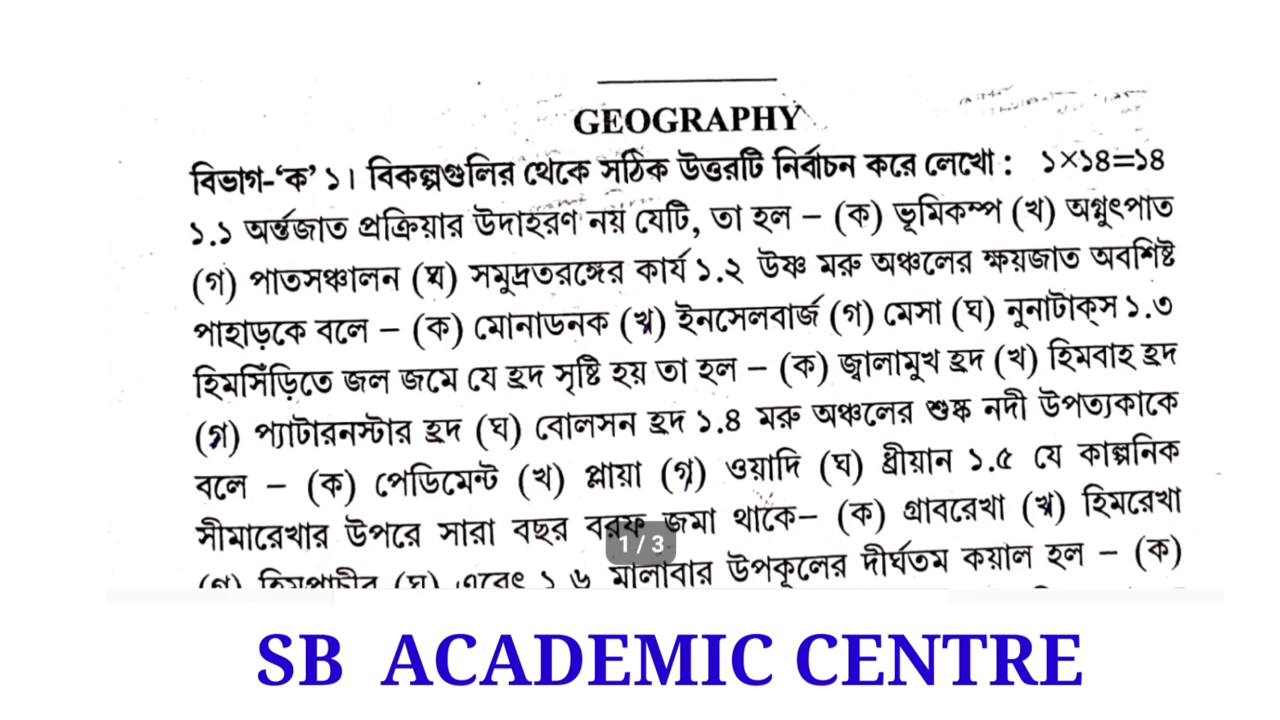 GEOGRAPHY
বিভাগ-‘ক’ ১। বিকল্পগুলির থেকে সঠিক উত্তরটি নির্বাচন করে লেখো : ১×১৪=১৪
১.১ অর্ন্তজাত প্রক্রিয়ার উদাহরণ নয় যেটি, তা হল – (ক) ভূমিকম্প (খ) অগ্নুৎপাত
(গ) পাতসঞ্চালন (ঘ) সমুদ্রতরঙ্গের কার্য ১.২ উষ্ণ মরু অঞ্চলের ক্ষয়জাত অবশিষ্ট
পাহাড়কে বলে – (ক) মোনাডনক (খ) ইনসেলবার্জ (গ) মেসা (ঘ) নুনাটাক্‌স ১.৩
হিমসিঁড়িতে জল জমে যে হ্রদ সৃষ্টি হয় তা হল – (ক) জ্বালামুখ হ্রদ (খ) হিমবাহ হ্রদ
(গ) প্যাটারনস্টার হ্রদ (ঘ) বোলসন হ্রদ ১.৪ মরু অঞ্চলের শুষ্ক নদী উপত্যকাকে
বলে – (ক) পেডিমেন্ট (খ) প্লায়া (গ) ওয়াদি (ঘ) ধ্রীয়ান ১.৫ যে কাল্পনিক
সীমারেখার উপরে সারা বছর বরফ জমা থাকে– (ক) গ্রাবরেখা (খ) হিমরেখা
(গ) হিমপ্রাচীর (ঘ) এরেৎ ১.৬ মালাবার উপকূলের দীর্ঘতম কয়াল হল – (ক)
1 / 3
SB ACADEMIC CENTRE